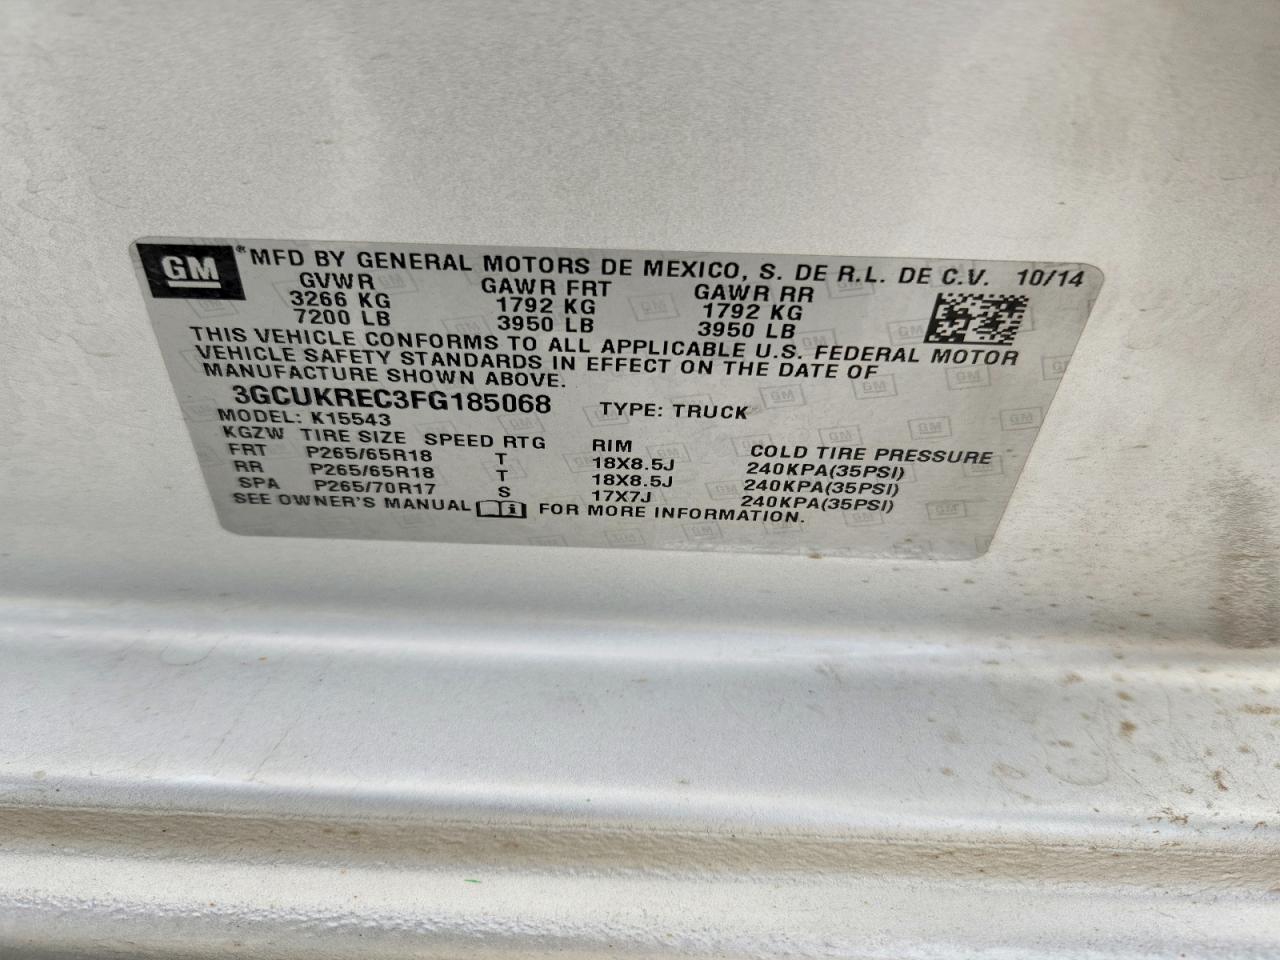 GM ® MFD BY GENERAL MOTORS DE MEXICO, S. DE R.L. DE C.V. 10/14
GVWR GAWR FRT GAWR RR
3266 KG 1792 KG 1792 KG
7200 LB 3950 LB 3950 LB
THIS VEHICLE CONFORMS TO ALL APPLICABLE U.S. FEDERAL MOTOR
VEHICLE SAFETY STANDARDS IN EFFECT ON THE DATE OF
MANUFACTURE SHOWN ABOVE.
3GCUKREC3FG185068 TYPE: TRUCK
MODEL: K15543
KGZW TIRE SIZE SPEED RTG RIM COLD TIRE PRESSURE
FRT P265/65R18 T 18X8.5J 240KPA(35PSI)
RR P265/65R18 T 18X8.5J 240KPA(35PSI)
SPA P265/70R17 S 17X7J 240KPA(35PSI)
SEE OWNER'S MANUAL i FOR MORE INFORMATION.